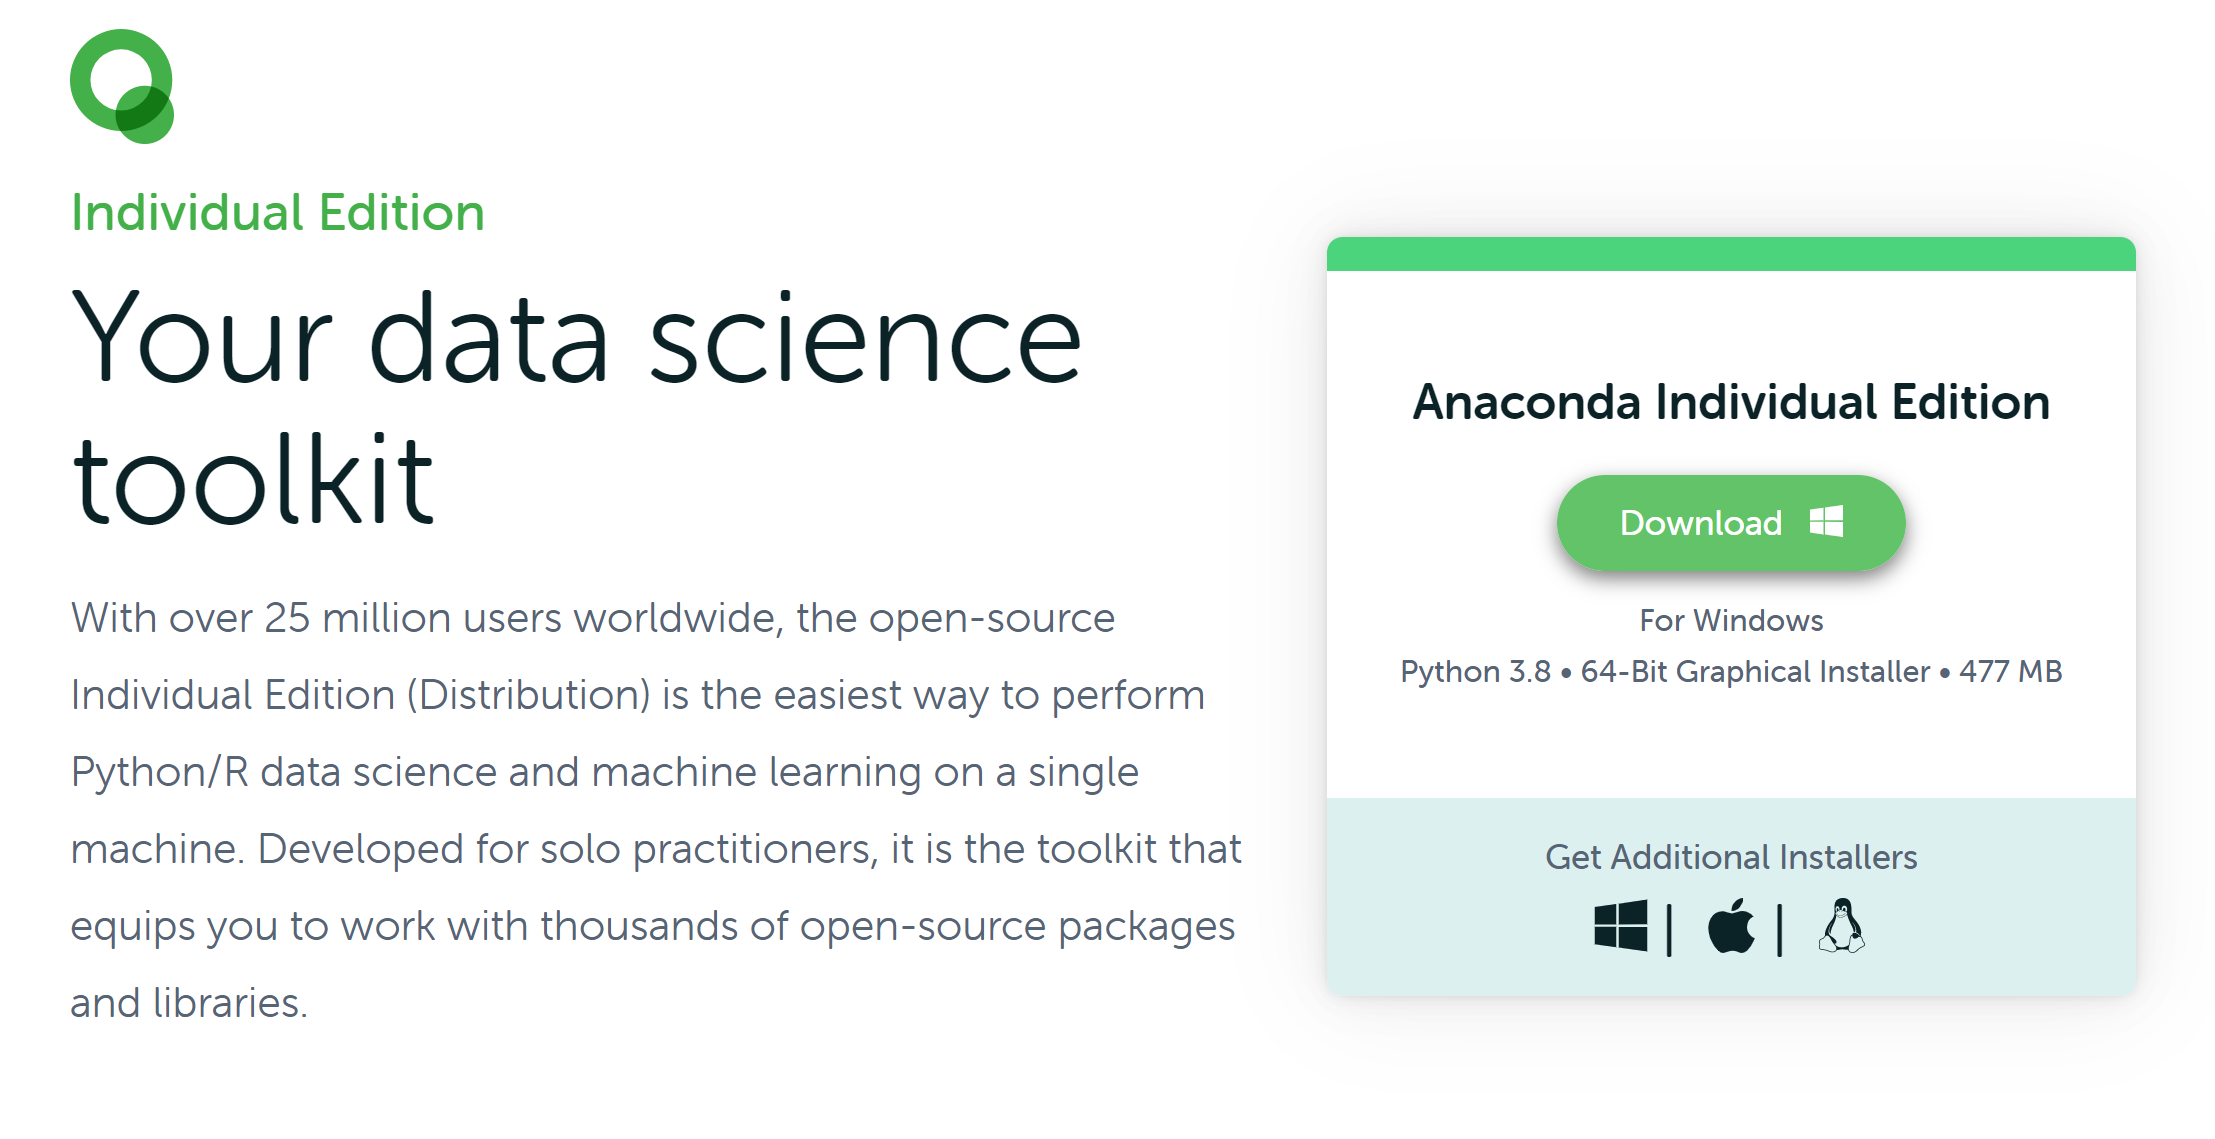 Individual Edition
Your data science
toolkit
With over 25 million users worldwide, the open-source
Individual Edition (Distribution) is the easiest way to perform
Python/R data science and machine learning on a single
machine. Developed for solo practitioners, it is the toolkit that
equips you to work with thousands of open-source packages
and libraries.
Anaconda Individual Edition
Download
For Windows
Python 3.8 • 64-Bit Graphical Installer • 477 MB
Get Additional Installers